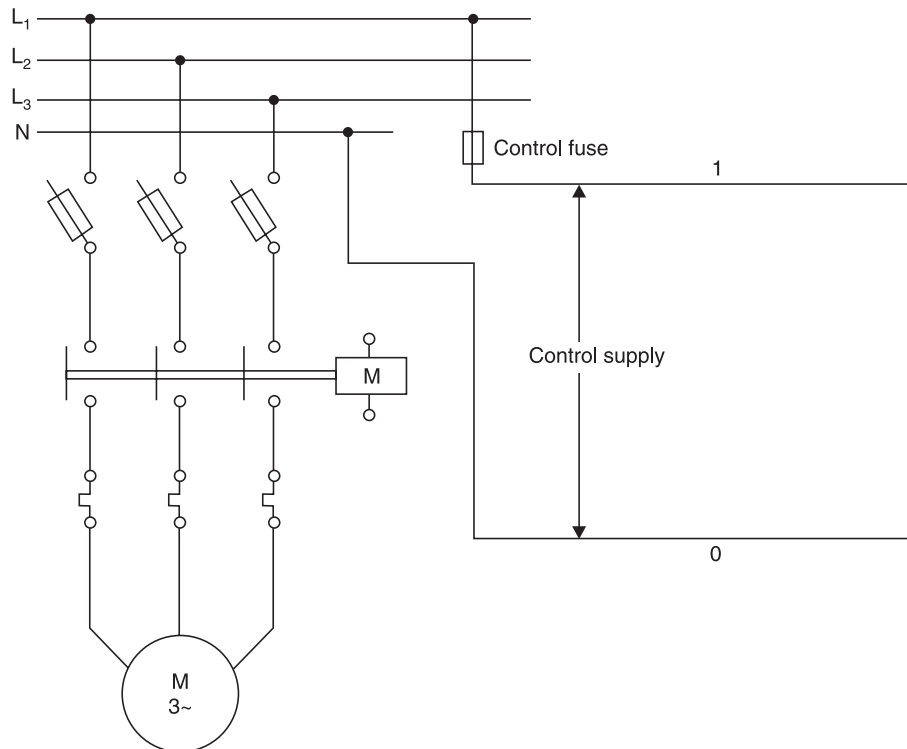 L₁
L₂
L₃
N
Control fuse
1
Control supply
M
0
M
3~